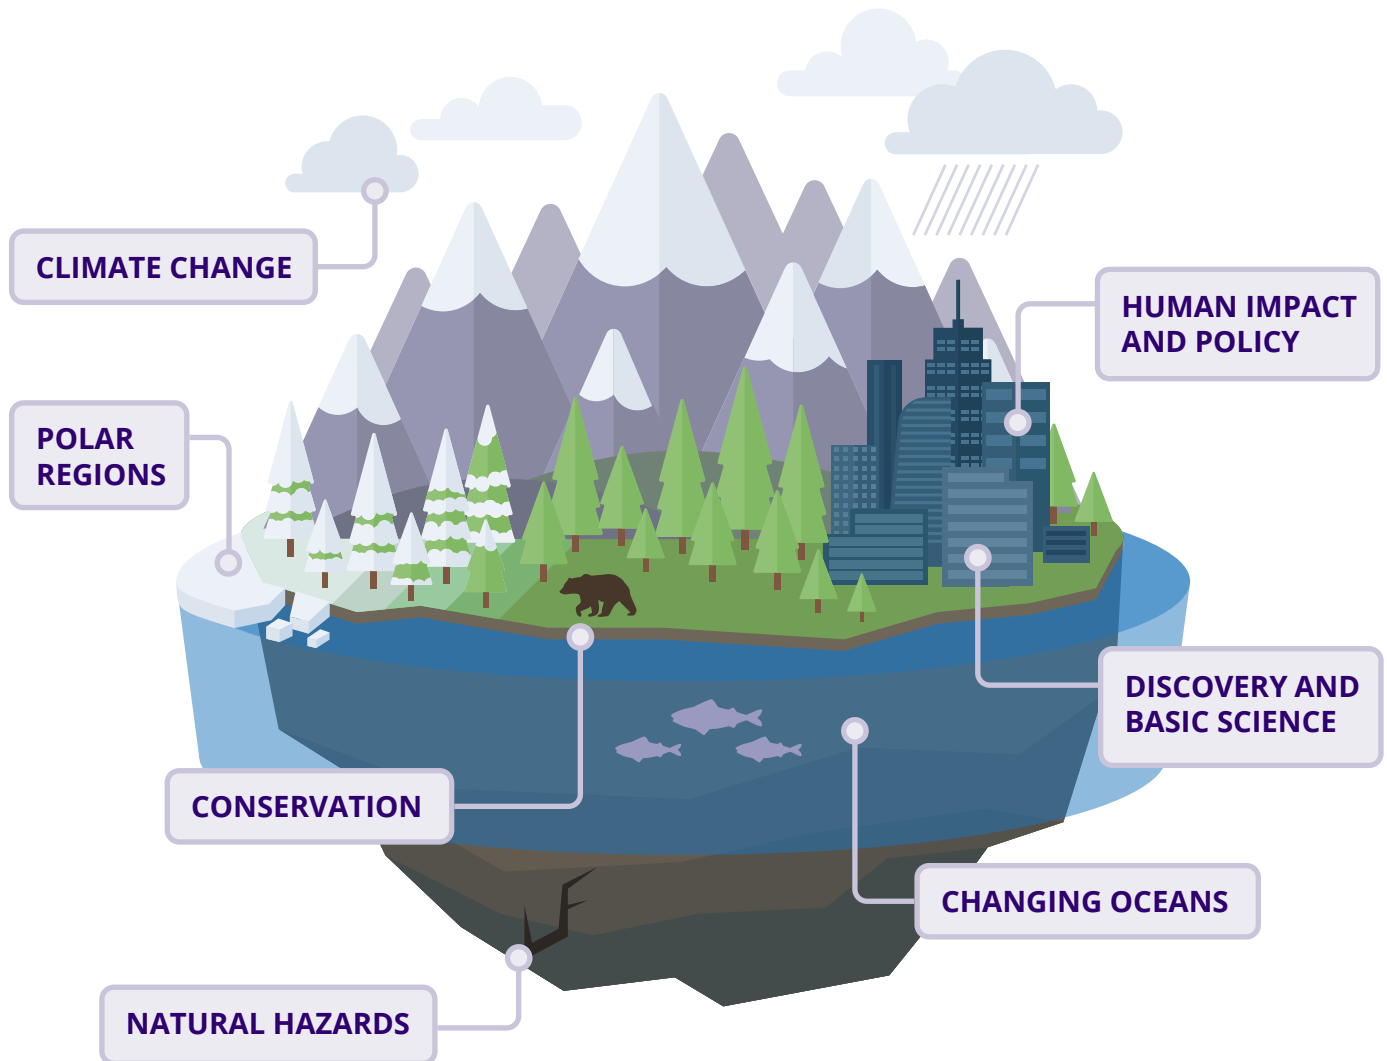 CLIMATE CHANGE
HUMAN IMPACT
AND POLICY
POLAR
REGIONS
DISCOVERY AND
BASIC SCIENCE
CONSERVATION
CHANGING OCEANS
NATURAL HAZARDS